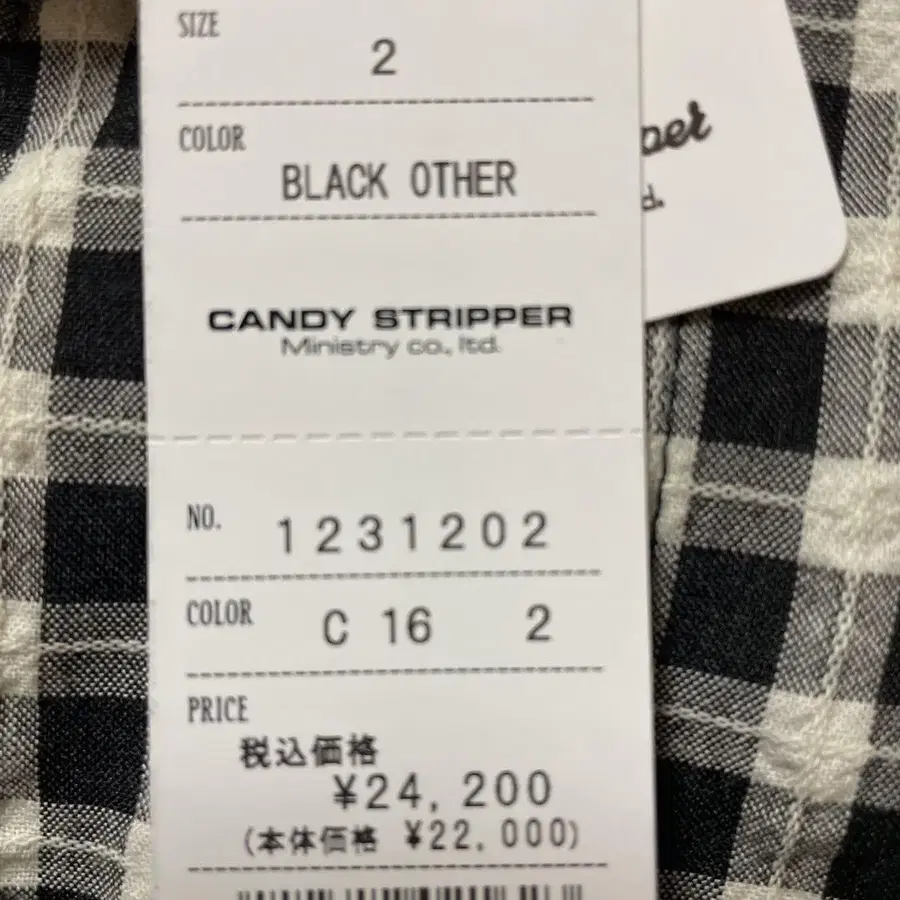 SIZE
2
COLOR
BLACK OTHER
CANDY STRIPPER
Ministry co., ltd.
NO. 1231202
COLOR C 16 2
PRICE
税込価格
¥24,200
(本体価格 ¥22,000)